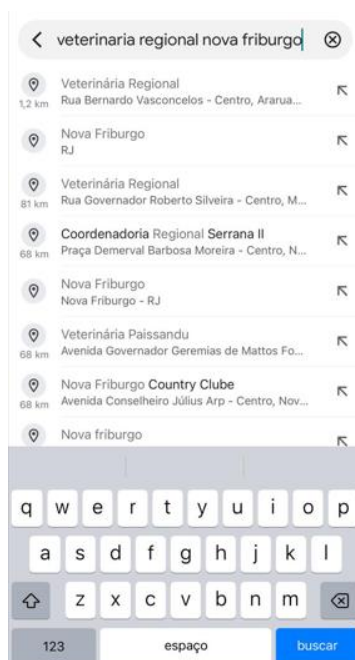 veterinaria regional nova friburgo
Veterinária Regional
1,2 km Rua Bernardo Vasconcelos - Centro, Ararua...
Nova Friburgo
RJ
Veterinária Regional
81 km Rua Governador Roberto Silveira - Centro, M...
Coordenadoria Regional Serrana II
68 km Praça Demerval Barbosa Moreira - Centro, N...
Nova Friburgo
Nova Friburgo - RJ
Veterinária Paissandu
68 km Avenida Governador Geremias de Mattos Fo...
Nova Friburgo Country Clube
68 km Avenida Conselheiro Július Arp - Centro, Nov...
Nova friburgo
q w e r t y u i o p
a s d f g h j k l
z x c v b n m
123 espaço buscar